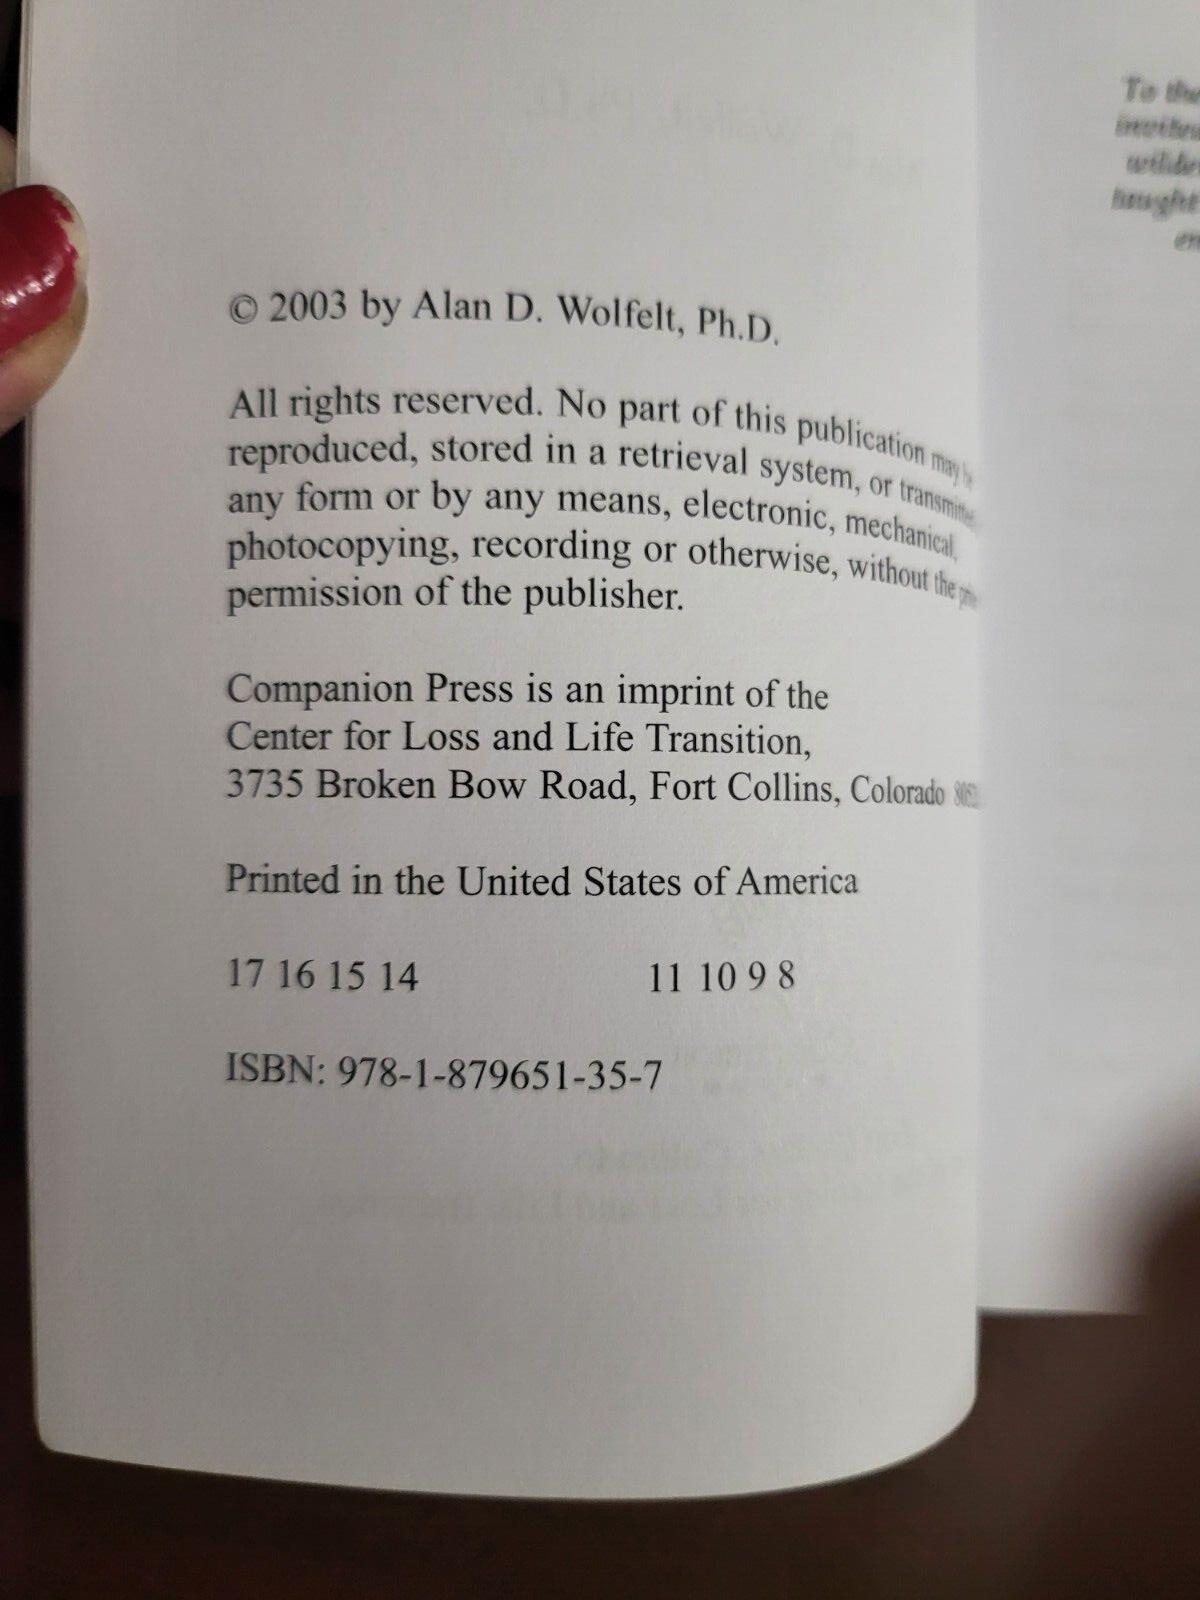 © 2003 by Alan D. Wolfelt, Ph.D.
All rights reserved. No part of this publication may be
reproduced, stored in a retrieval system, or transmitted
any form or by any means, electronic, mechanical,
photocopying, recording or otherwise, without the
permission of the publisher.
Companion Press is an imprint of the
Center for Loss and Life Transition,
3735 Broken Bow Road, Fort Collins, Colorado
Printed in the United States of America
17 16 15 14 11 10 9 8
ISBN: 978-1-879651-35-7
To the
taught